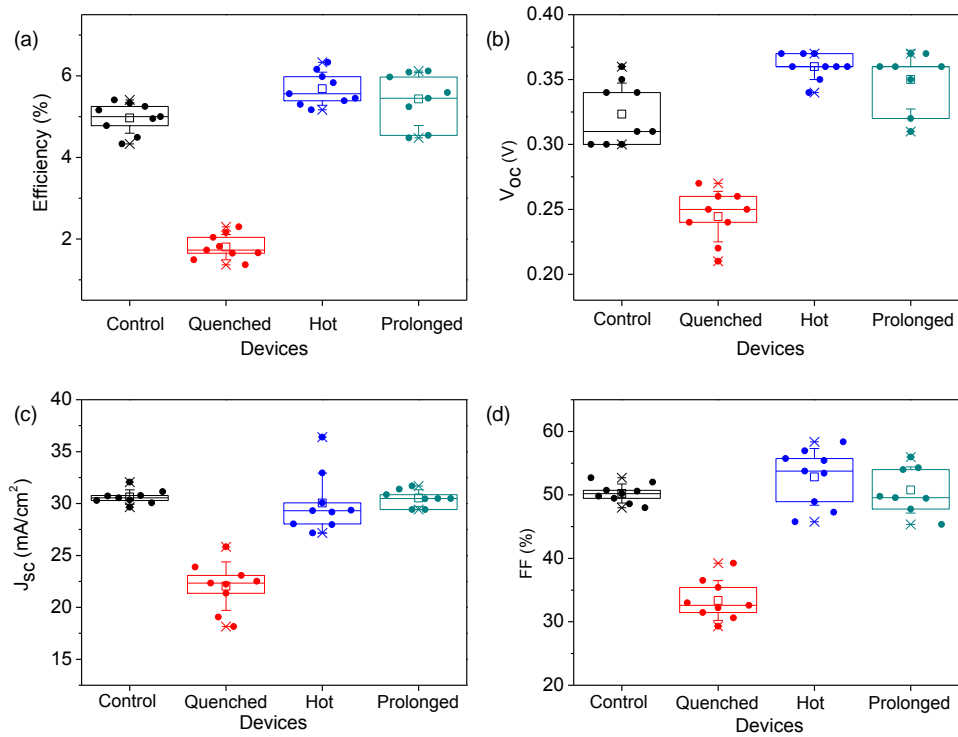 (a)
Efficiency (%)
6
4
2
Control Quenched Hot Prolonged
Devices
(b)
V_OC (V)
0.40
0.35
0.30
0.25
0.20
Control Quenched Hot Prolonged
Devices
(c)
J_SC (mA/cm²)
40
35
30
25
20
15
Control Quenched Hot Prolonged
Devices
(d)
FF (%)
60
50
40
30
20
Control Quenched Hot Prolonged
Devices